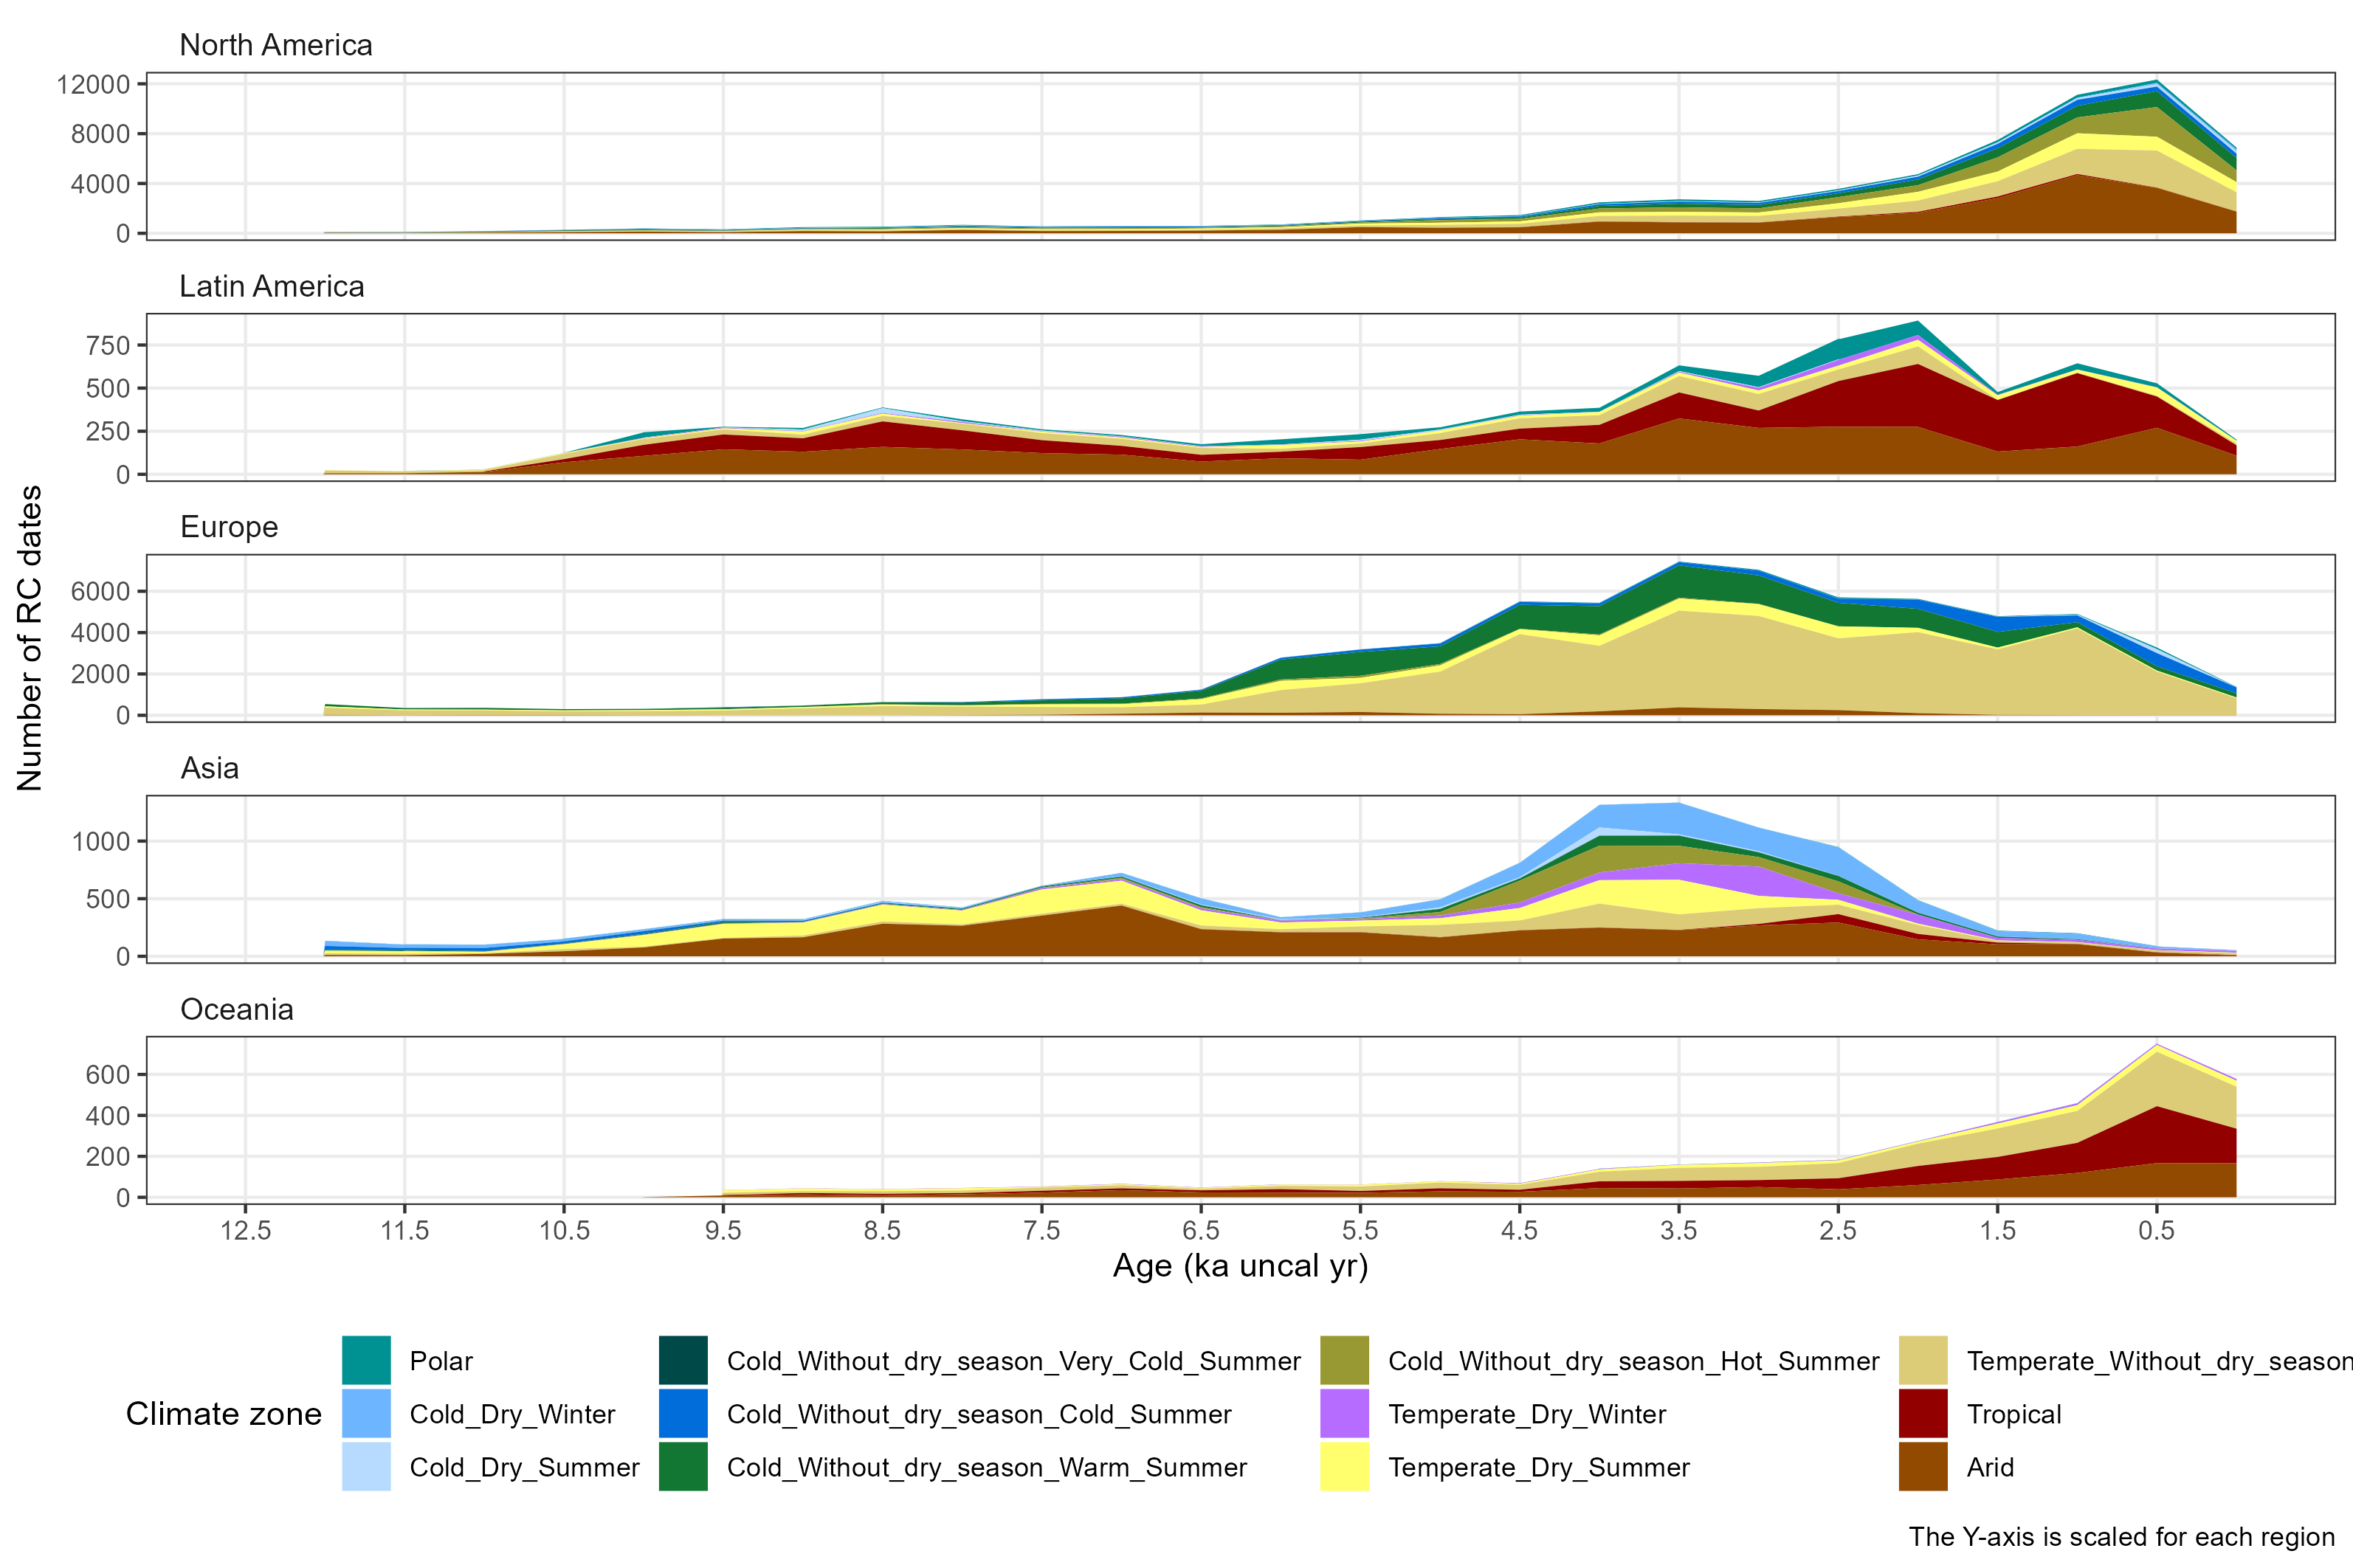 North America
12000
8000
4000
0
Latin America
750
500
250
0
Europe
6000
4000
2000
0
Asia
1000
500
0
Oceania
600
400
200
0
Number of RC dates
12.5 11.5 10.5 9.5 8.5 7.5 6.5 5.5 4.5 3.5 2.5 1.5 0.5
Age (ka uncal yr)
Climate zone
Polar Cold_Without_dry_season_Very_Cold_Summer Cold_Without_dry_season_Hot_Summer Temperate_Without_dry_season
Cold_Dry_Winter Cold_Without_dry_season_Cold_Summer Temperate_Dry_Winter Tropical
Cold_Dry_Summer Cold_Without_dry_season_Warm_Summer Temperate_Dry_Summer Arid
The Y-axis is scaled for each region